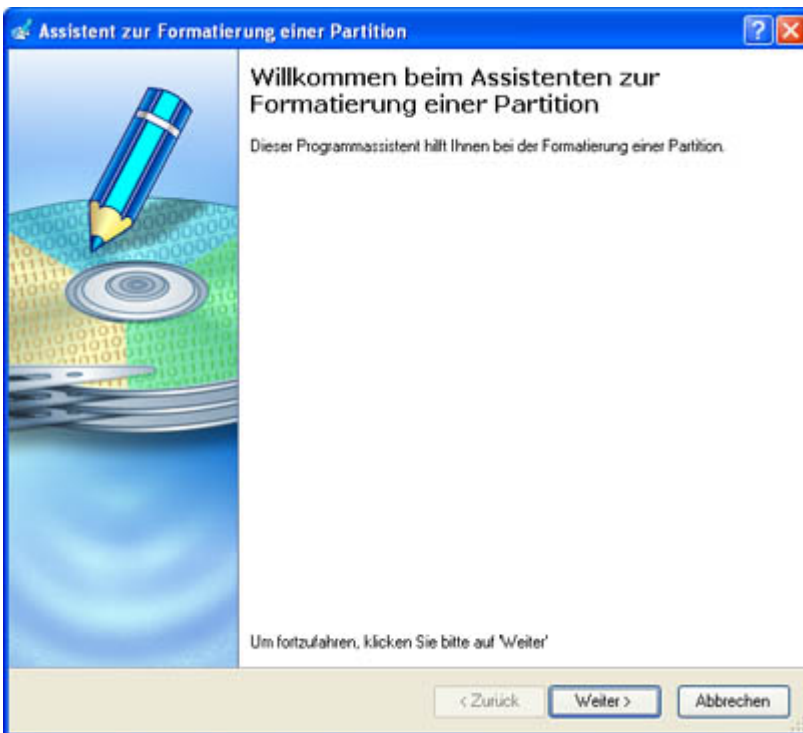 Assistent zur Formatierung einer Partition
Willkommen beim Assistenten zur
Formatierung einer Partition
Dieser Programmassistent hilft Ihnen bei der Formatierung einer Partition.
Um fortzufahren, klicken Sie bitte auf 'Weiter'
< Zurück
Weiter >
Abbrechen